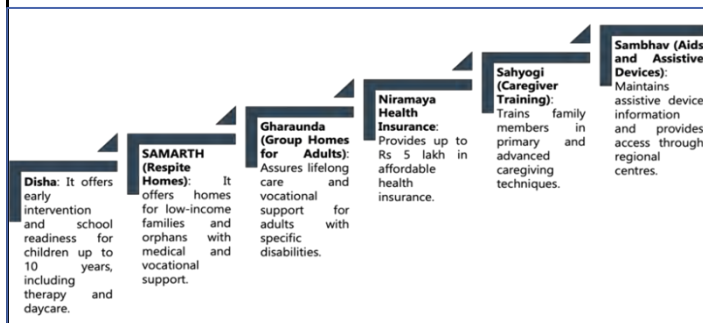 Disha: It offers
early
intervention
and school
readiness for
children up to
10 years,
including
therapy and
daycare.
SAMARTH
(Respite
Homes): It
offers homes
for low-income
families and
orphans with
medical and
vocational
support.
Gharaunda
(Group Homes
for Adults):
Assures lifelong
care and
vocational
support for
adults with
specific
disabilities.
Niramaya
Health
Insurance:
Provides up to
Rs 5 lakh in
affordable
health
insurance.
Sahyogi
(Caregiver
Training):
Trains family
members in
primary and
advanced
caregiving
techniques.
Sambhav (Aids
and Assistive
Devices):
Maintains
assistive device
information
and provides
access through
regional
centres.